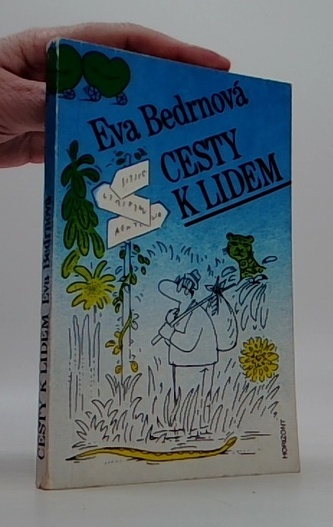 Eva Bedrnová
CESTY
K LIDEM
HORIZONT
CESTY K LIDEM Eva Bedrnová